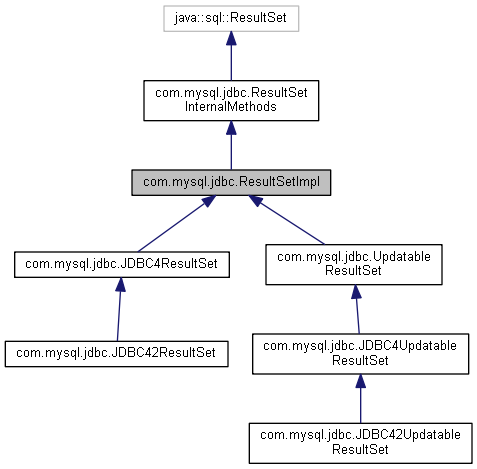 java::sql::ResultSet
com.mysql.jdbc.ResultSet
InternalMethods
com.mysql.jdbc.ResultSetImpl
com.mysql.jdbc.JDBC4ResultSet
com.mysql.jdbc.Updatable
ResultSet
com.mysql.jdbc.JDBC42ResultSet
com.mysql.jdbc.JDBC4Updatable
ResultSet
com.mysql.jdbc.JDBC42Updatable
ResultSet